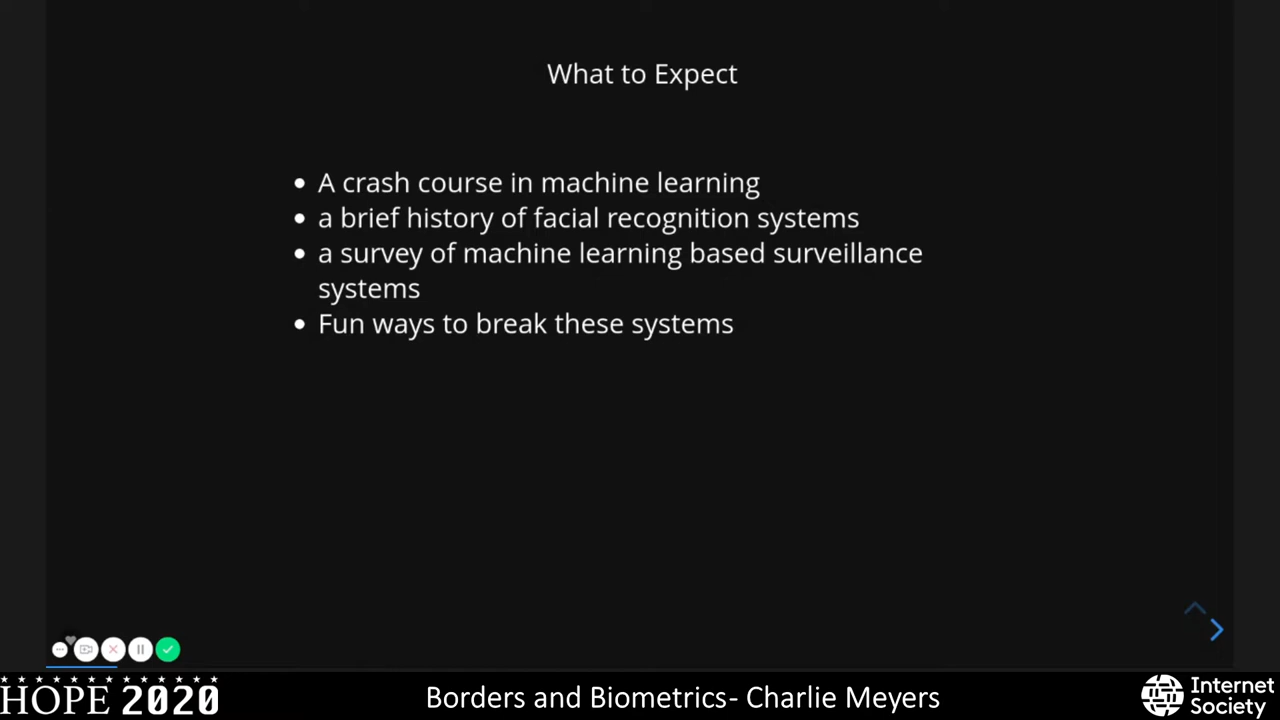 What to Expect
• A crash course in machine learning
• a brief history of facial recognition systems
• a survey of machine learning based surveillance
systems
• Fun ways to break these systems
HOPE 2020
Borders and Biometrics- Charlie Meyers
Internet
Society